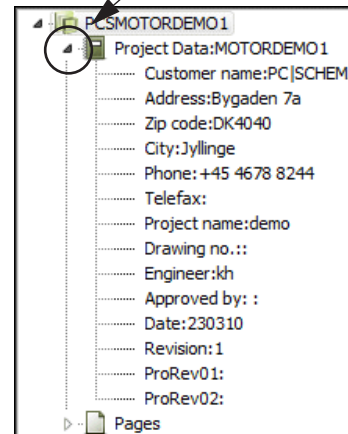 PCSMOTORDEMO1
Project Data:MOTORDEMO1
Customer name:PC|SCHEM
Address:Bygaden 7a
Zip code:DK4040
City:Jyllinge
Phone:+45 4678 8244
Telefax:
Project name:demo
Drawing no.::
Engineer:kh
Approved by: :
Date:230310
Revision:1
ProRev01:
ProRev02:
Pages